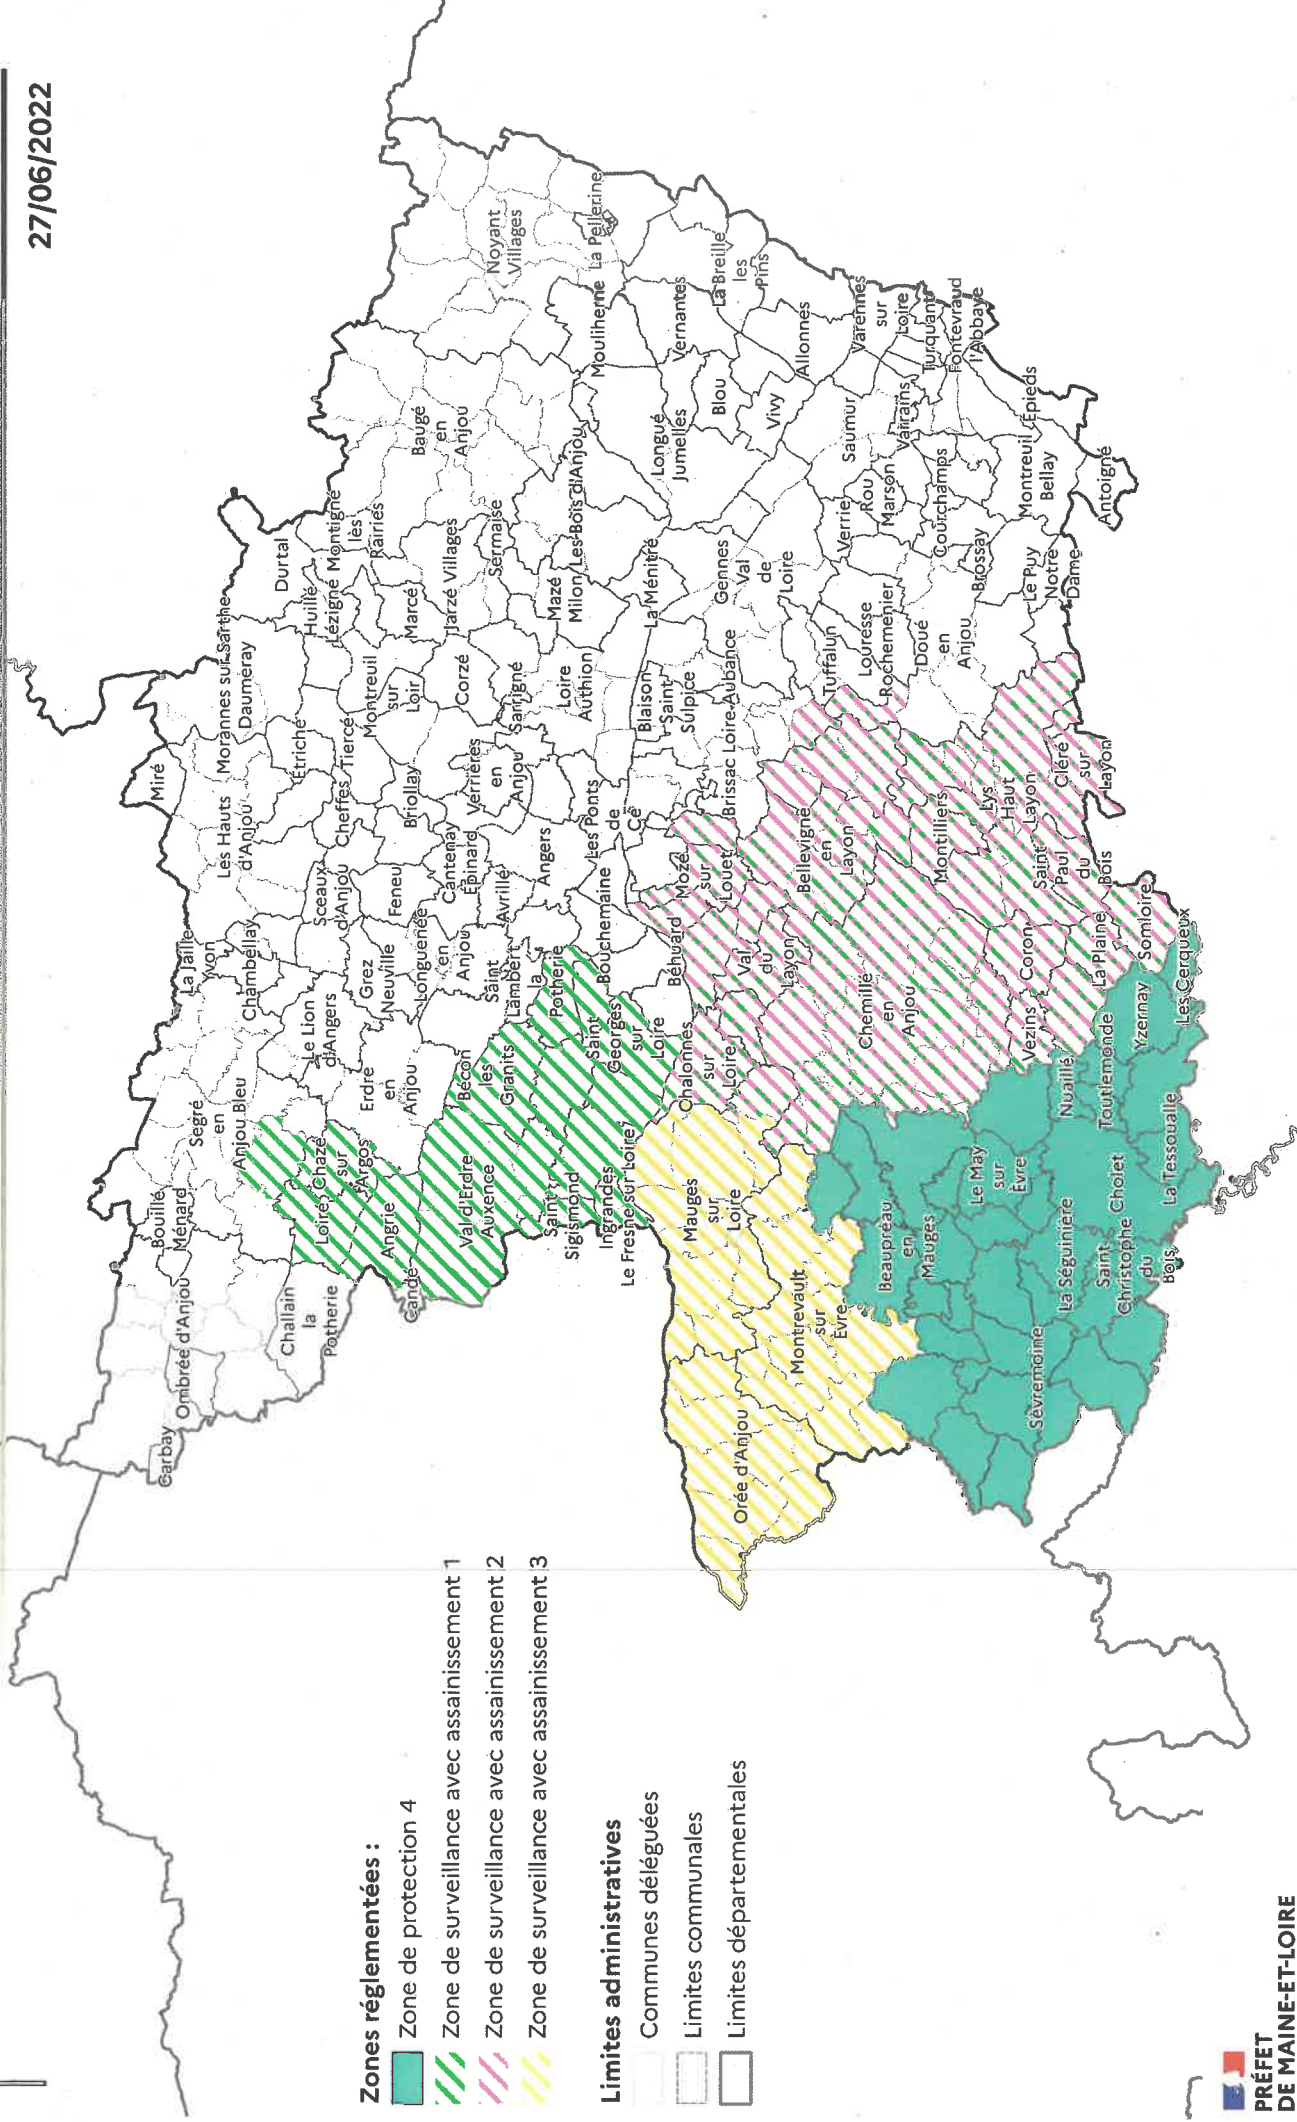 27/06/2022
Zones réglementées :
Zone de protection 4
Zone de surveillance avec assainissement 1
Zone de surveillance avec assainissement 2
Zone de surveillance avec assainissement 3
Limites administratives
Communes déléguées
Limites communales
Limites départementales
PRÉFET
DE MAINE-ET-LOIRE
Carbay
Ombrée d'Anjou
Bouillé
Ménard
Segré
en
Anjou Bleu
Challain
la
Potherie
Loiré
Chazé
sur
Argos
Angrie
Candé
La Jaille
Yvon
Chambellay
Miré
Les Hauts
d'Anjou
Morannes sur Sarthe
Daumeray
Durtal
Étriché
Huillé
Lézigné
Montigné
lès
Rairies
Le Lion
d'Angers
Sceaux
d'Anjou
Cheffes
Tiercé
Montreuil
sur
Loir
Marcé
Baugé
en
Anjou
Noyant
Villages
Erdre
en
Anjou
Grez
Neuville
Feneu
Briollay
Jarzé Villages
Corzé
Sermaise
Longuenée
en
Anjou
Cantenay
Épinard
Verrières
en
Anjou
Sarrigné
Bécon
les
Granits
Val d'Erdre
Auxence
Saint
Lambert
la
Potherie
Avrillé
Angers
Loire
Authion
Mazé
Milon
Les Bois d'Anjou
Mouliherne
La Pellerine
Saint
Sigismond
Ingrandes
Le Fresne sur Loire
Saint
Georges
sur
Loire
Bouchemaine
Les Ponts
de
Cé
Blaison
Saint
Sulpice
La Ménitré
Longué
Jumelles
Vernantes
La Breille
les
Pins
Blou
Vivy
Allonnes
Béhuard
Chalonnes
sur
Loire
Mauges
sur
Loire
Mozé
sur
Louet
Brissac Loire Aubance
Gennes
Val
de
Loire
Val
du
Layon
Orée d'Anjou
Montrevault
sur
Èvre
Bellevigne
en
Layon
Tuffalun
Louresse
Rochemenier
Verrie
Rou
Marson
Saumur
Varennes
sur
Loire
Varrains
Turquant
Fontevraud
l'Abbaye
Chemillé
en
Anjou
Beaupréau
en
Mauges
Montilliers
Doué
en
Anjou
Brossay
Courchamps
Montreuil
Bellay
Épieds
Antoigné
Le Puy
Notre
Dame
Lys
Haut
Layon
Cléré
sur
Layon
Saint
Paul
du
Bois
Le May
sur
Èvre
Vezins
Coron
La Plaine
Somloire
Nuaillé
Toutlemonde
Yzernay
Les Cerqueux
La Séguinière
Sèvremoine
Saint
Christophe
du
Bois
Cholet
La Tessoualle